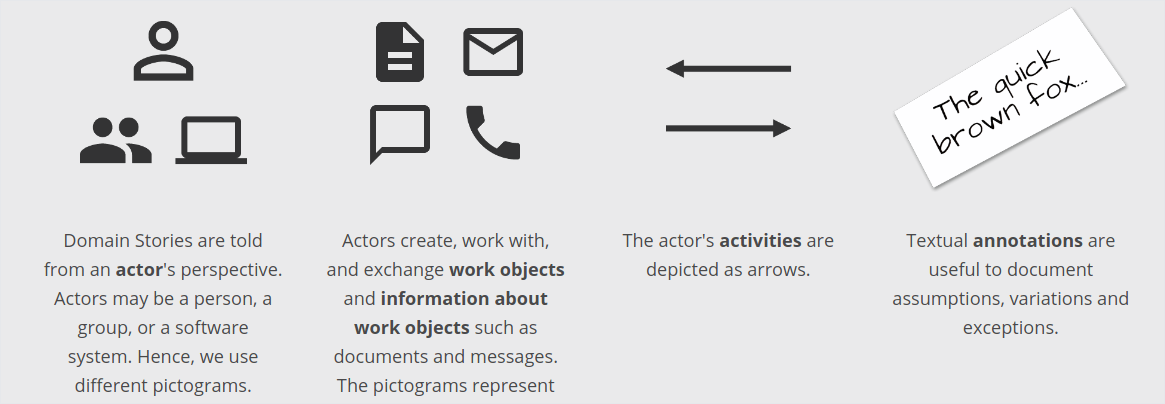 The quick
brown fox...
Domain Stories are told
from an actor's perspective.
Actors may be a person, a
group, or a software
system. Hence, we use
different pictograms.
Actors create, work with,
and exchange work objects
and information about
work objects such as
documents and messages.
The pictograms represent
The actor's activities are
depicted as arrows.
Textual annotations are
useful to document
assumptions, variations and
exceptions.